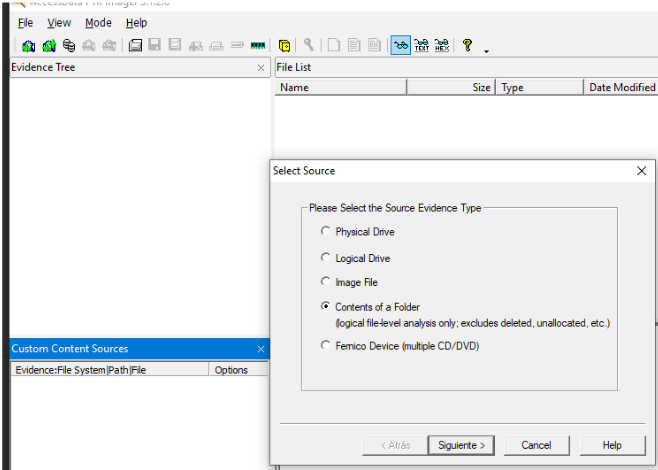 AccessData FTK Imager 3.1.2.0
File View Mode Help
TEXT HEX
Evidence Tree
File List
Name Size Type Date Modified
Select Source
Please Select the Source Evidence Type
Physical Drive
Logical Drive
Image File
Contents of a Folder
(logical file-level analysis only; excludes deleted, unallocated, etc.)
Fernico Device (multiple CD/DVD)
Custom Content Sources
Evidence:File System|Path|File Options
< Atrás Siguiente > Cancel Help